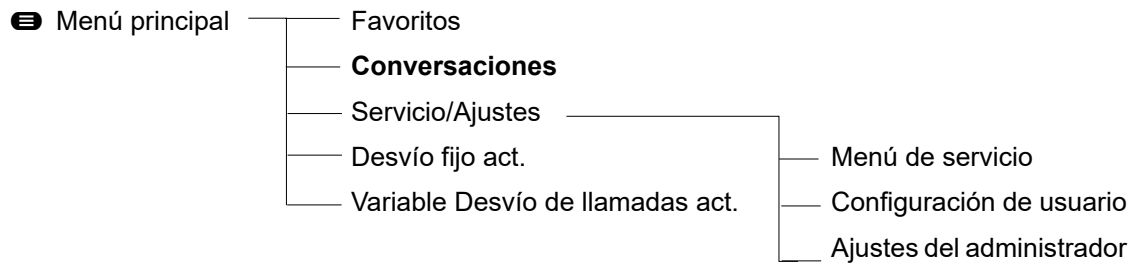 Menú principal
Favoritos
Conversaciones
Servicio/Ajustes
Desvío fijo act.
Variable Desvío de llamadas act.
Menú de servicio
Configuración de usuario
Ajustes del administrador